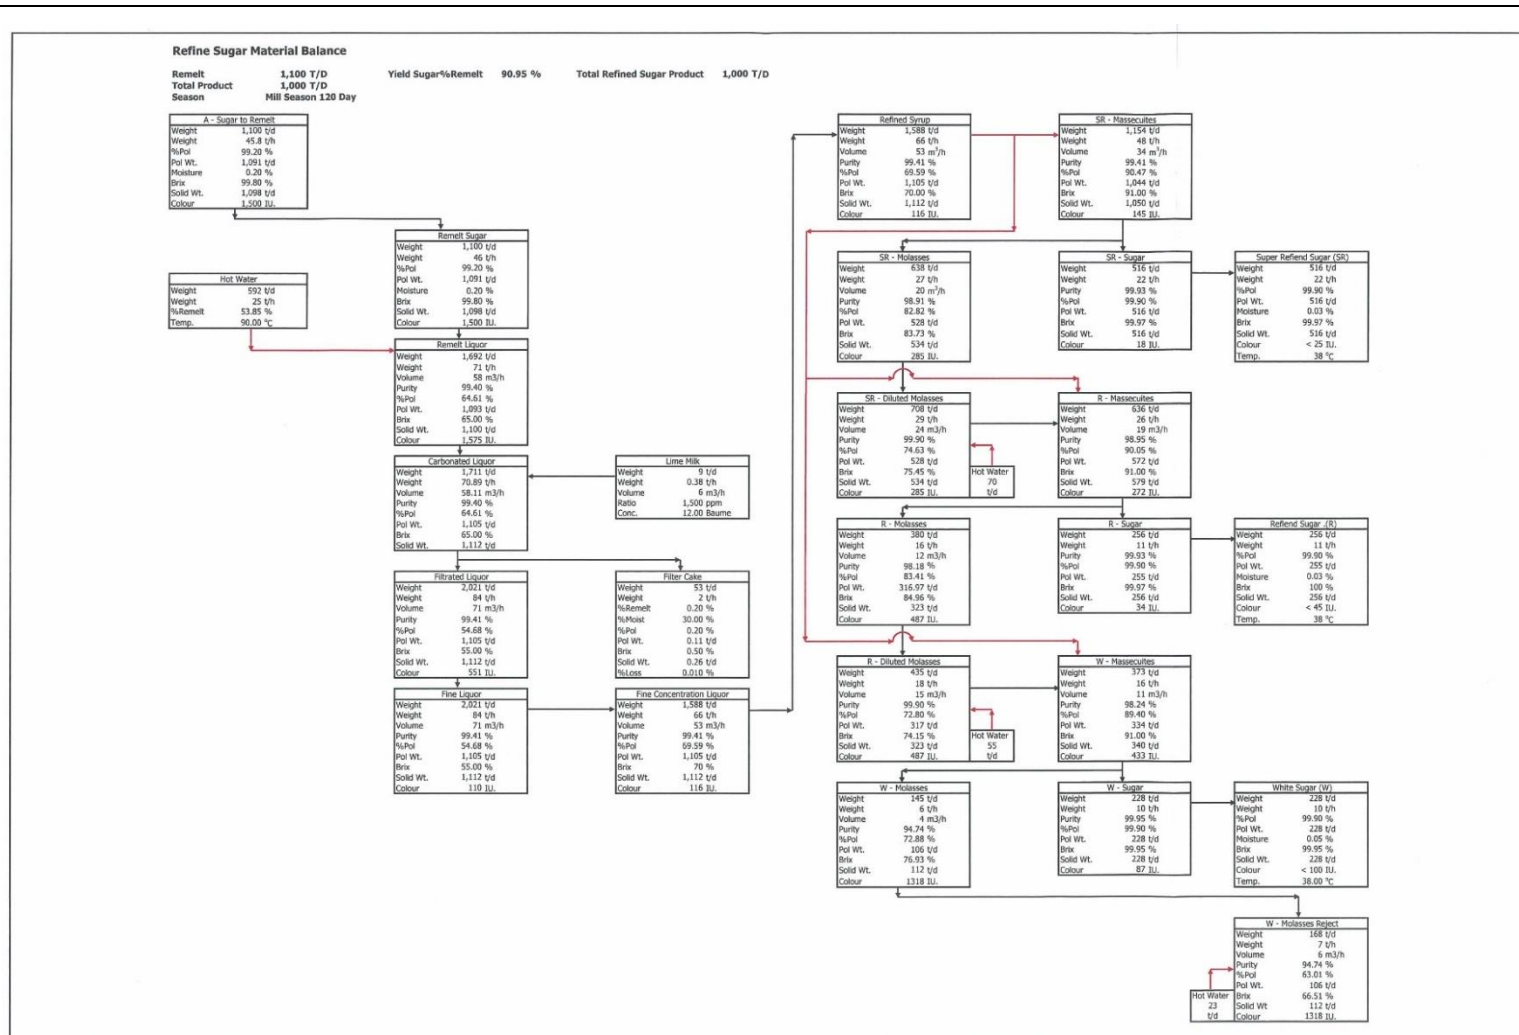 Refine Sugar Material Balance
Remelt 1,100 T/D Yield Sugar%Remelt 90.95 % Total Refined Sugar Product 1,000 T/D
Total Product 1,000 T/D
Season Mill Season 120 Day
A - Sugar to Remelt
Weight 1,100 t/d
Weight 45.8 t/h
%Pol 99.20 %
Pol Wt. 1,091 t/d
Moisture 0.20 %
Brix 99.80 %
Solid Wt. 1,098 t/d
Colour 1,500 IU.
Remelt Sugar
Weight 1,100 t/d
Weight 46 t/h
%Pol 99.20 %
Pol Wt. 1,091 t/d
Moisture 0.20 %
Brix 99.80 %
Solid Wt. 1,098 t/d
Colour 1,500 IU.
Hot Water
Weight 592 t/d
Weight 25 t/h
%Remelt 53.85 %
Temp. 90.00 °C
Remelt Liquor
Weight 1,692 t/d
Weight 71 t/h
Volume 58 m3/h
Purity 99.40 %
%Pol 64.61 %
Pol Wt. 1,093 t/d
Brix 65.00 %
Solid Wt. 1,100 t/d
Colour 1,575 IU.
Carbonated Liquor
Weight 1,711 t/d
Weight 70.89 t/h
Volume 58.11 m3/h
Purity 99.40 %
%Pol 64.61 %
Pol Wt. 1,105 t/d
Brix 65.00 %
Solid Wt. 1,112 t/d
Lime Milk
Weight 9 t/d
Weight 0.38 t/h
Volume 6 m3/h
Ratio 1,500 ppm
Conc. 12.00 Baume
Filtrated Liquor
Weight 2,021 t/d
Weight 84 t/h
Volume 71 m3/h
Purity 99.41 %
%Pol 54.68 %
Pol Wt. 1,105 t/d
Brix 55.00 %
Solid Wt. 1,112 t/d
Colour 551 IU.
Filter Cake
Weight 53 t/d
Weight 2 t/h
%Remelt 0.20 %
%Moist 30.00 %
%Pol 0.20 %
Pol Wt. 0.11 t/d
Brix 0.50 %
Solid Wt. 0.26 t/d
%Loss 0.010 %
Fine Liquor
Weight 2,021 t/d
Weight 84 t/h
Volume 71 m3/h
Purity 99.41 %
%Pol 54.68 %
Pol Wt. 1,105 t/d
Brix 55.00 %
Solid Wt. 1,112 t/d
Colour 110 IU.
Fine Concentration Liquor
Weight 1,588 t/d
Weight 66 t/h
Volume 53 m3/h
Purity 99.41 %
%Pol 69.59 %
Pol Wt. 1,105 t/d
Brix 70 %
Solid Wt. 1,112 t/d
Colour 116 IU.
Refined Syrup
Weight 1,588 t/d
Weight 66 t/h
Volume 53 m³/h
Purity 99.41 %
%Pol 69.59 %
Pol Wt. 1,105 t/d
Brix 70.00 %
Solid Wt. 1,112 t/d
Colour 116 IU.
SR - Massecuites
Weight 1,154 t/d
Weight 48 t/h
Volume 34 m³/h
Purity 99.41 %
%Pol 90.47 %
Pol Wt. 1,044 t/d
Brix 91.00 %
Solid Wt. 1,050 t/d
Colour 145 IU.
SR - Molasses
Weight 638 t/d
Weight 27 t/h
Volume 20 m³/h
Purity 98.91 %
%Pol 82.82 %
Pol Wt. 528 t/d
Brix 83.73 %
Solid Wt. 534 t/d
Colour 285 IU.
SR - Sugar
Weight 516 t/d
Weight 22 t/h
Purity 99.93 %
%Pol 99.90 %
Pol Wt. 516 t/d
Brix 99.97 %
Solid Wt. 516 t/d
Colour 18 IU.
Super Refiend Sugar (SR)
Weight 516 t/d
Weight 22 t/h
%Pol 99.90 %
Pol Wt. 516 t/d
Moisture 0.03 %
Brix 99.97 %
Solid Wt. 516 t/d
Colour < 25 IU.
Temp. 38 °C
SR - Diluted Molasses
Weight 708 t/d
Weight 29 t/h
Volume 24 m3/h
Purity 99.90 %
%Pol 74.63 %
Pol Wt. 528 t/d
Brix 75.45 %
Solid Wt. 534 t/d
Colour 285 IU.
Hot Water
70
t/d
R - Massecuites
Weight 636 t/d
Weight 26 t/h
Volume 19 m3/h
Purity 98.95 %
%Pol 90.05 %
Pol Wt. 572 t/d
Brix 91.00 %
Solid Wt. 579 t/d
Colour 272 IU.
R - Molasses
Weight 380 t/d
Weight 16 t/h
Volume 12 m3/h
Purity 98.18 %
%Pol 83.41 %
Pol Wt. 316.97 t/d
Brix 84.96 %
Solid Wt. 323 t/d
Colour 487 IU.
R - Sugar
Weight 256 t/d
Weight 11 t/h
Purity 99.93 %
%Pol 99.90 %
Pol Wt. 255 t/d
Brix 99.97 %
Solid Wt. 256 t/d
Colour 34 IU.
Refiend Sugar .(R)
Weight 256 t/d
Weight 11 t/h
%Pol 99.90 %
Pol Wt. 255 t/d
Moisture 0.03 %
Brix 100 %
Solid Wt. 256 t/d
Colour < 45 IU.
Temp. 38 °C
R - Diluted Molasses
Weight 435 t/d
Weight 18 t/h
Volume 15 m3/h
Purity 99.90 %
%Pol 72.80 %
Pol Wt. 317 t/d
Brix 74.15 %
Solid Wt. 323 t/d
Colour 487 IU.
Hot Water
55
t/d
W - Massecuites
Weight 373 t/d
Weight 16 t/h
Volume 11 m3/h
Purity 98.24 %
%Pol 89.40 %
Pol Wt. 334 t/d
Brix 91.00 %
Solid Wt. 340 t/d
Colour 433 IU.
W - Molasses
Weight 145 t/d
Weight 6 t/h
Volume 4 m3/h
Purity 94.74 %
%Pol 72.88 %
Pol Wt. 106 t/d
Brix 76.93 %
Solid Wt. 112 t/d
Colour 1318 IU.
W - Sugar
Weight 228 t/d
Weight 10 t/h
Purity 99.95 %
%Pol 99.90 %
Pol Wt. 228 t/d
Brix 99.95 %
Solid Wt. 228 t/d
Colour 87 IU.
White Sugar (W)
Weight 228 t/d
Weight 10 t/h
%Pol 99.90 %
Pol Wt. 228 t/d
Moisture 0.05 %
Brix 99.95 %
Solid Wt. 228 t/d
Colour < 100 IU.
Temp. 38.00 °C
W - Molasses Reject
Weight 168 t/d
Weight 7 t/h
Volume 6 m3/h
Purity 94.74 %
%Pol 63.01 %
Pol Wt. 106 t/d
Brix 66.51 %
Solid Wt 112 t/d
Colour 1318 IU.
Hot Water
23
t/d